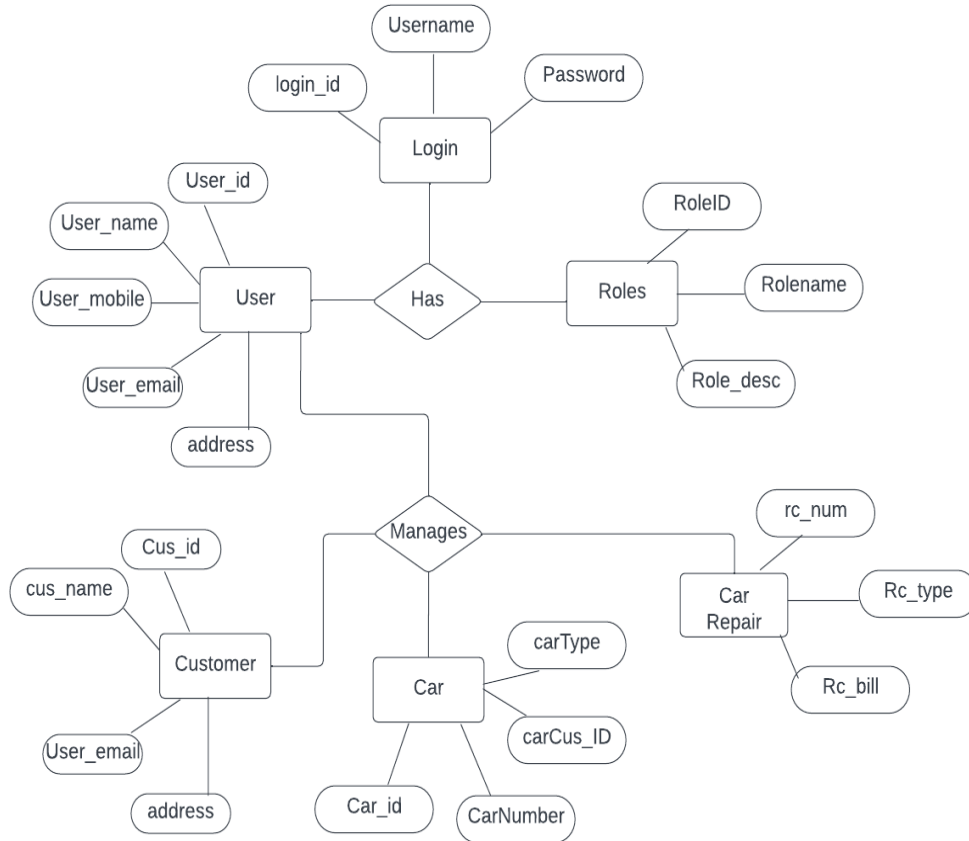 Username
login_id
Password
Login
User_id
RoleID
User_name
User_mobile
User
Has
Roles
Rolename
User_email
Role_desc
address
rc_num
Manages
Cus_id
cus_name
Car
Repair
Rc_type
carType
Customer
Car
Rc_bill
carCus_ID
User_email
address
Car_id
CarNumber